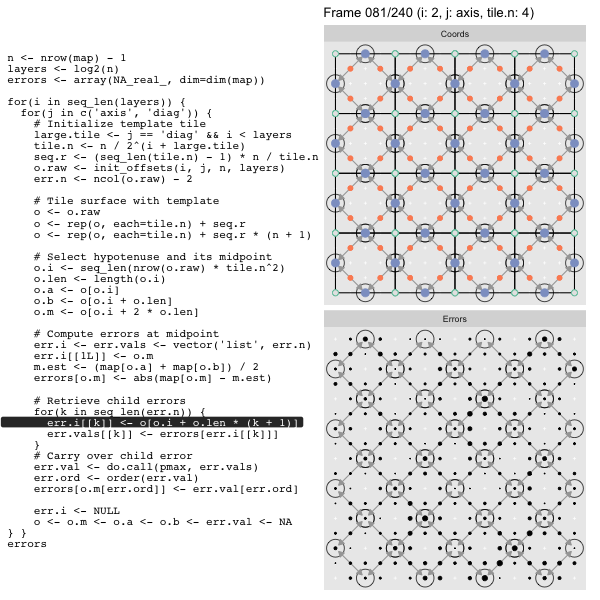 Frame 081/240 (i: 2, j: axis, tile.n: 4)
Coords
n <- nrow(map) - 1
layers <- log2(n)
errors <- array(NA_real_, dim=dim(map))
for(i in seq_len(layers)) {
  for(j in c('axis', 'diag')) {
    # Initialize template tile
    large.tile <- j == 'diag' && i < layers
    tile.n <- n / 2^(i + large.tile)
    seq.r <- (seq_len(tile.n) - 1) * n / tile.n
    o.raw <- init_offsets(i, j, n, layers)
    err.n <- ncol(o.raw) - 2
    # Tile surface with template
    o <- o.raw
    o <- rep(o, each=tile.n) + seq.r
    o <- rep(o, each=tile.n) + seq.r * (n + 1)
    # Select hypotenuse and its midpoint
    o.i <- seq_len(nrow(o.raw) * tile.n^2)
    o.len <- length(o.i)
    o.a <- o[o.i]
    o.b <- o[o.i + o.len]
    o.m <- o[o.i + 2 * o.len]
    # Compute errors at midpoint
    err.i <- err.vals <- vector('list', err.n)
    err.i[[1L]] <- o.m
    m.est <- (map[o.a] + map[o.b]) / 2
    errors[o.m] <- abs(map[o.m] - m.est)
    # Retrieve child errors
    for(k in seq_len(err.n)) {
      err.i[[k]] <- o[o.i + o.len * (k + 1)]
      err.vals[[k]] <- errors[err.i[[k]]]
    }
    # Carry over child error
    err.val <- do.call(pmax, err.vals)
    err.ord <- order(err.val)
    errors[o.m[err.ord]] <- err.val[err.ord]
    err.i <- NULL
    o <- o.m <- o.a <- o.b <- err.val <- NA
} }
errors
Errors